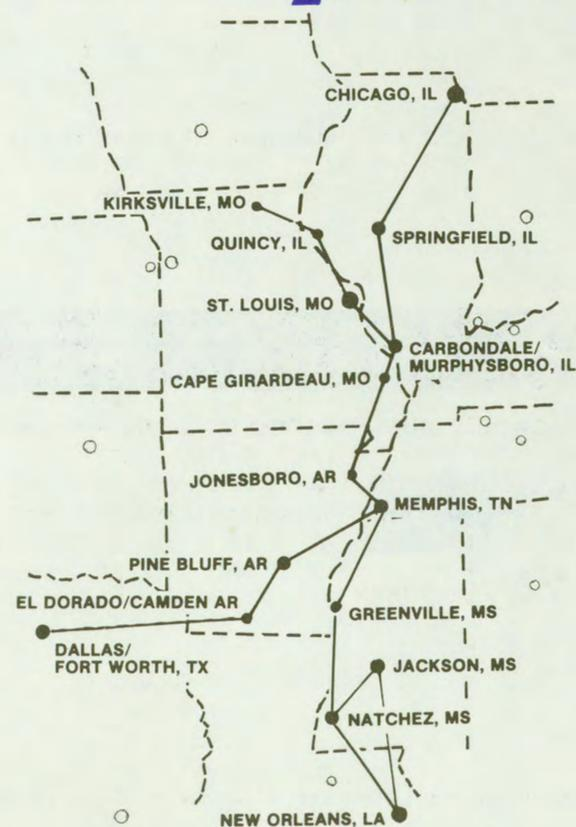 CHICAGO, IL
KIRKSVILLE, MO
QUINCY, IL
SPRINGFIELD, IL
ST. LOUIS, MO
CARBONDALE/
MURPHYSBORO, IL
CAPE GIRARDEAU, MO
JONESBORO, AR
MEMPHIS, TN
PINE BLUFF, AR
EL DORADO/CAMDEN AR
GREENVILLE, MS
DALLAS/
FORT WORTH, TX
JACKSON, MS
NATCHEZ, MS
NEW ORLEANS, LA